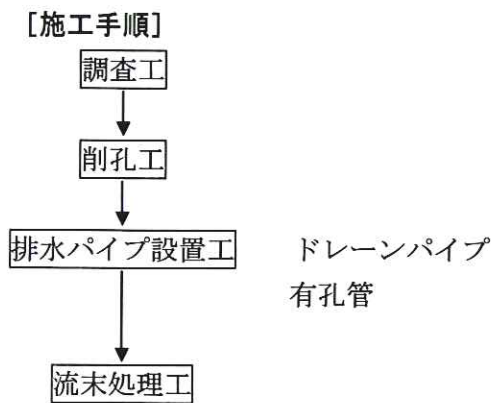 [施工手順]
調査工
削孔工
排水パイプ設置工 ドレーンパイプ
有孔管
流末処理工